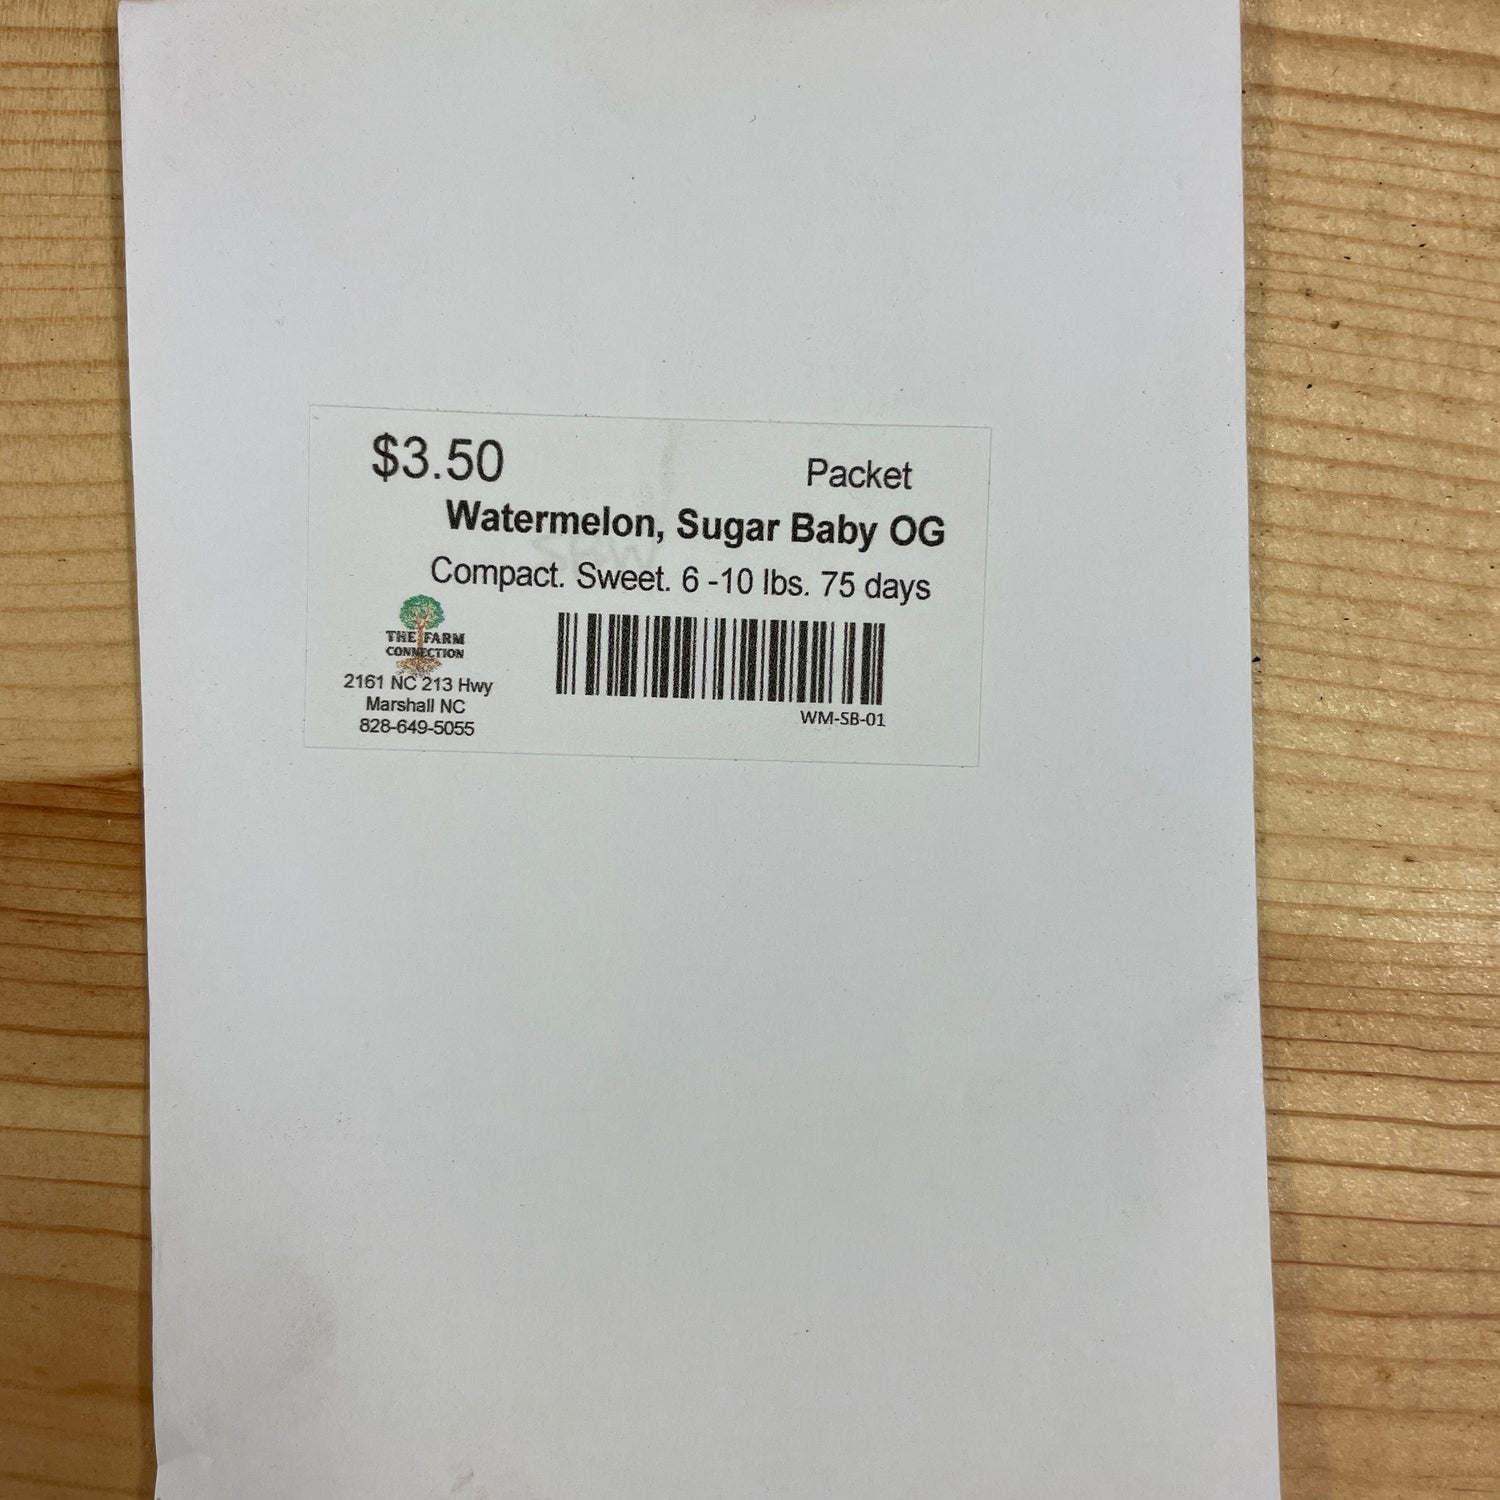 $3.50 Packet
Watermelon, Sugar Baby OG
Compact. Sweet. 6 -10 lbs. 75 days
THE FARM
CONNECTION
2161 NC 213 Hwy
Marshall NC
828-649-5055
WM-SB-01